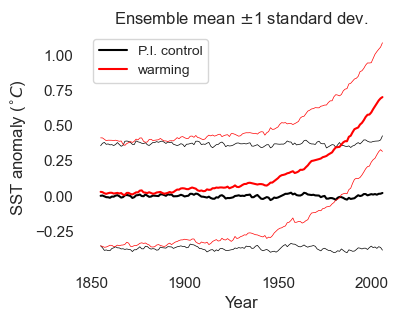 Ensemble mean ±1 standard dev.
P.I. control
warming
1.00
0.75
0.50
0.25
0.00
−0.25
SST anomaly (°C)
1850 1900 1950 2000
Year